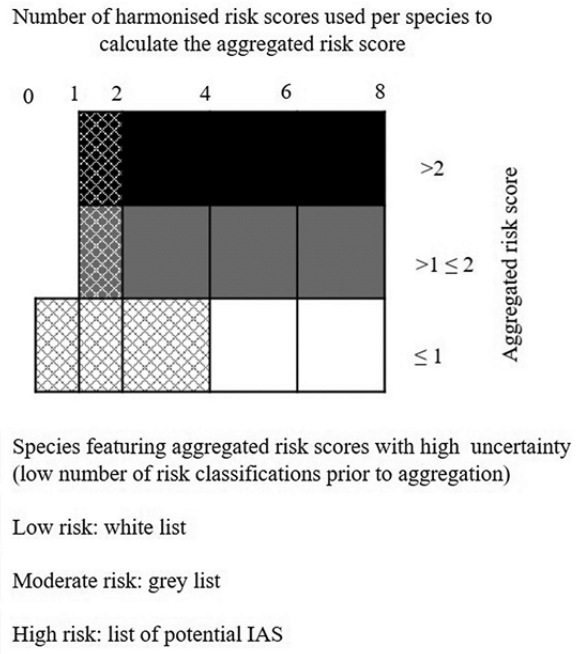 Number of harmonised risk scores used per species to
calculate the aggregated risk score
0 1 2 4 6 8
>2
>1 ≤ 2
≤ 1
Aggregated risk score
Species featuring aggregated risk scores with high uncertainty
(low number of risk classifications prior to aggregation)
Low risk: white list
Moderate risk: grey list
High risk: list of potential IAS